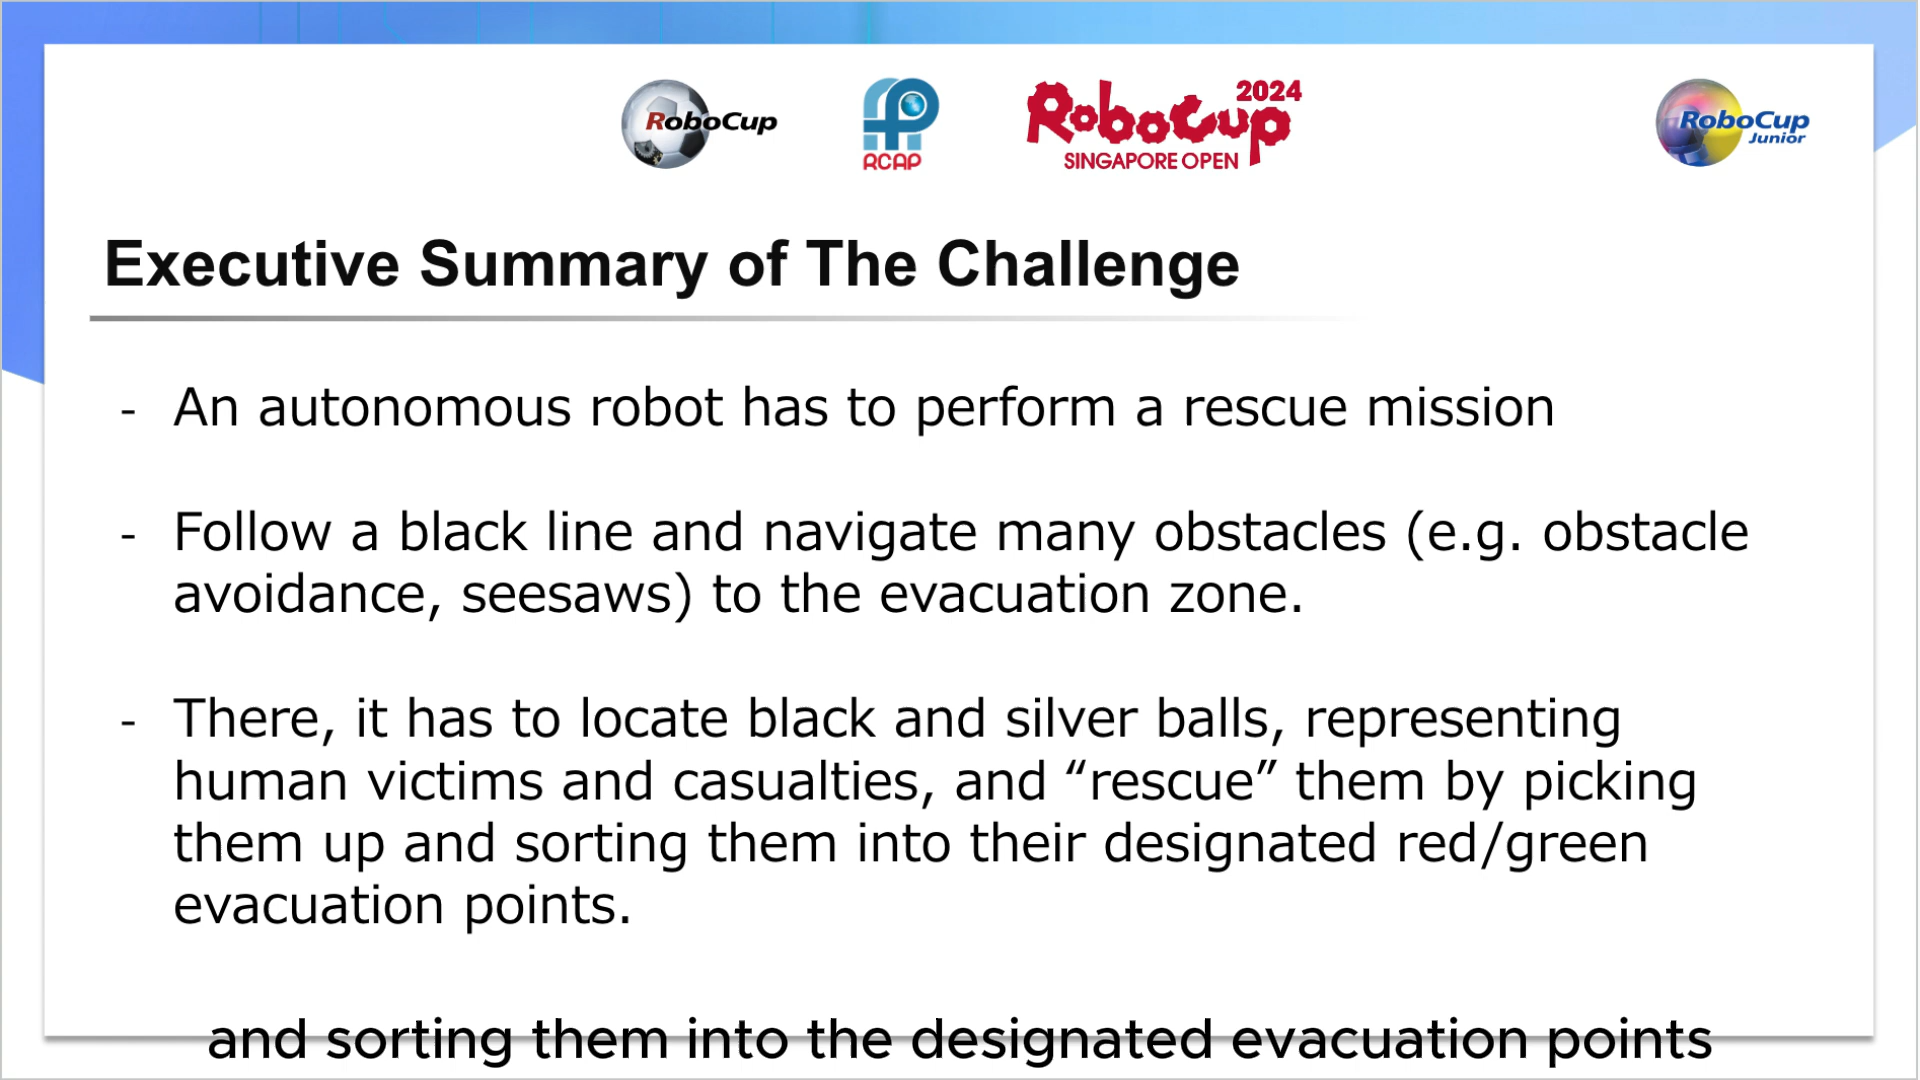 RoboCup
RCAP
RoboCup 2024
SINGAPORE OPEN
RoboCup
Junior
Executive Summary of The Challenge
- An autonomous robot has to perform a rescue mission
- Follow a black line and navigate many obstacles (e.g. obstacle
avoidance, seesaws) to the evacuation zone.
- There, it has to locate black and silver balls, representing
human victims and casualties, and “rescue” them by picking
them up and sorting them into their designated red/green
evacuation points.
and sorting them into the designated evacuation points